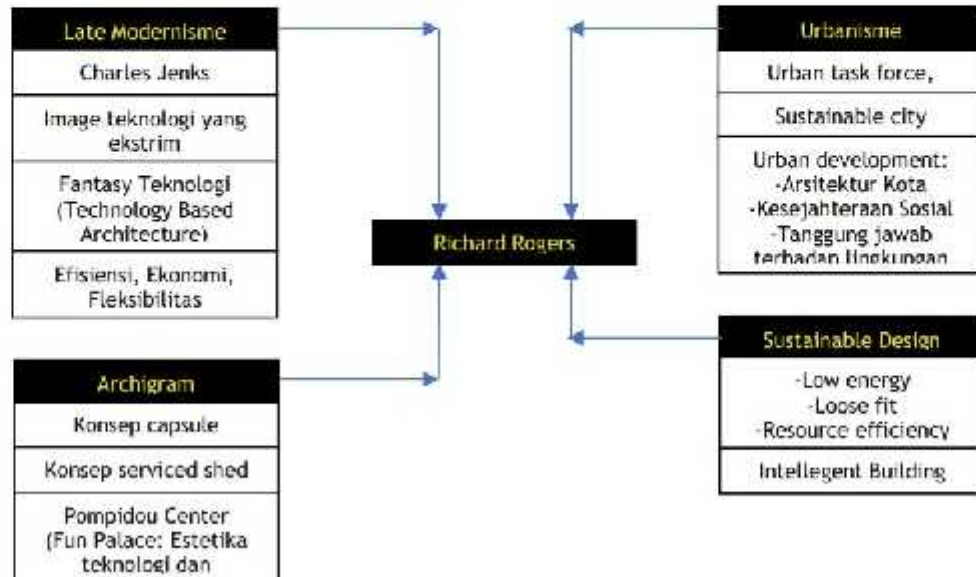 Late Modernisme
Charles Jenks
Image teknologi yang
ekstrim
Fantasy Teknologi
(Technology Based
Architecture)
Efisiensi, Ekonomi,
Fleksibilitas
Archigram
Konsep capsule
Konsep serviced shed
Pompidou Center
(Fun Palace: Estetika
teknologi dan
Richard Rogers
Urbanisme
Urban task force,
Sustainable city
Urban development:
-Arsitektur Kota
-Kesejahteraan Sosial
-Tanggung jawab
terhadan lingkungan
Sustainable Design
-Low energy
-Loose fit
-Resource efficiency
Intellegent Building